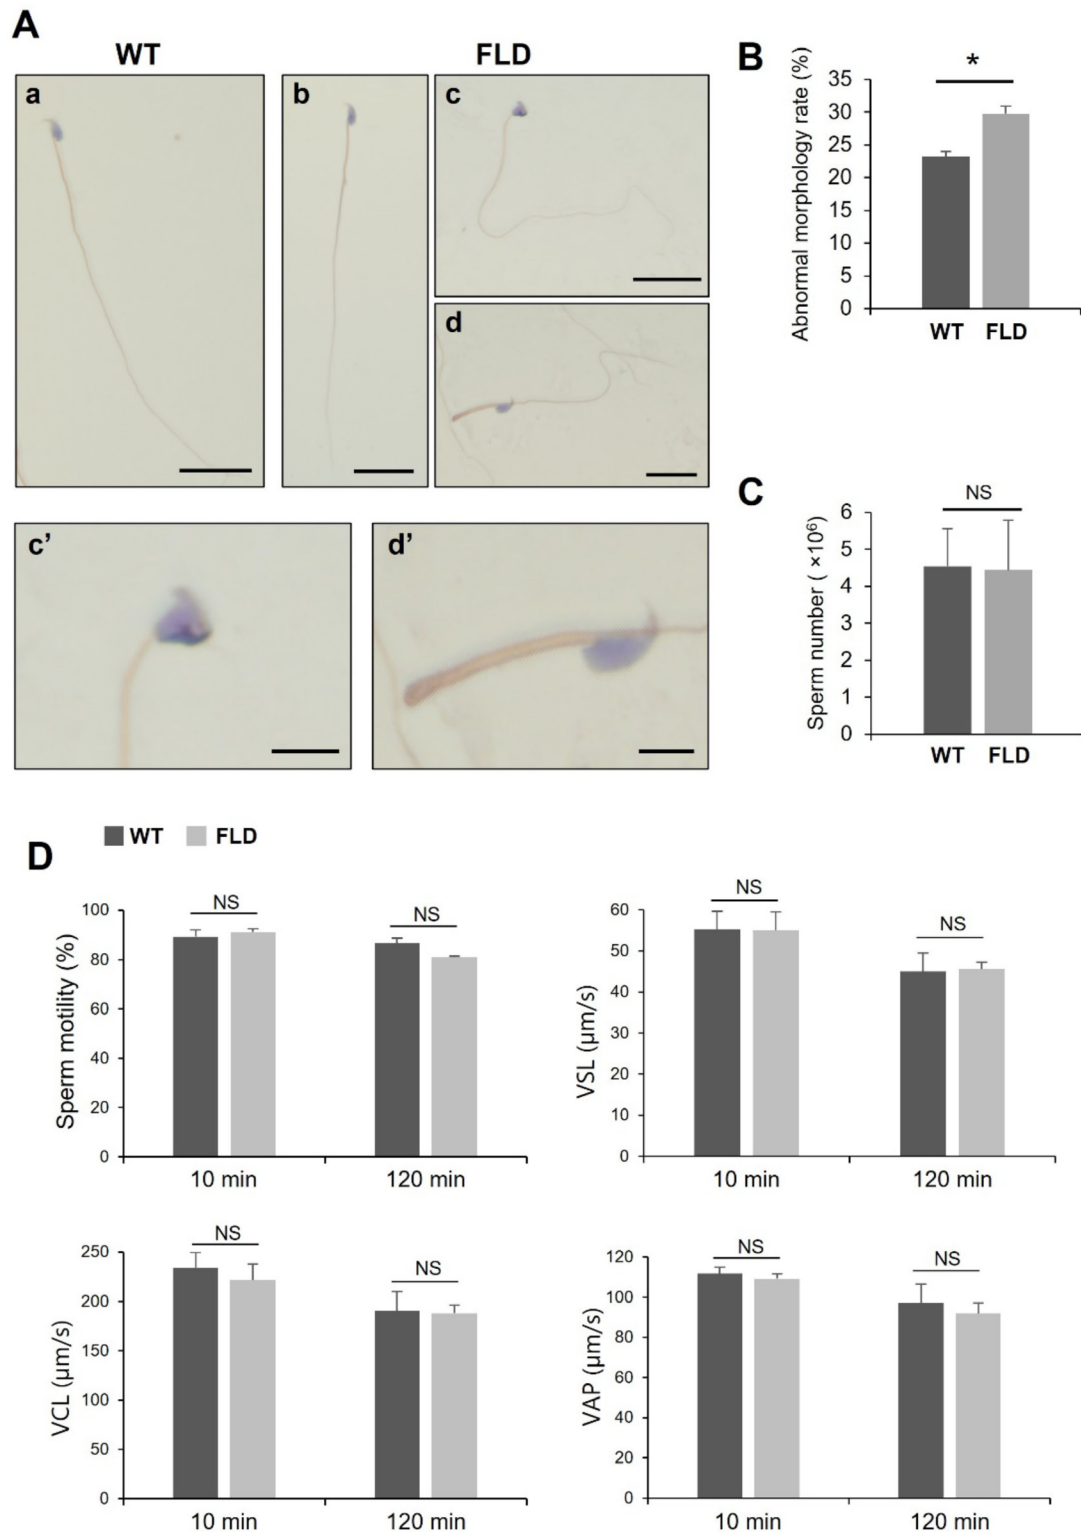 A
WT
FLD
a
b
c
d
c’
d’
B
Abnormal morphology rate (%)
35
30
25
20
15
10
5
0
*
WT
FLD
C
Sperm number ( ×10⁶)
6
5
4
3
2
1
0
NS
WT
FLD
WT
FLD
D
Sperm motility (%)
100
80
60
40
20
0
NS
NS
10 min
120 min
VSL (μm/s)
60
50
40
30
20
10
0
NS
NS
10 min
120 min
VCL (μm/s)
250
200
150
100
50
0
NS
NS
10 min
120 min
VAP (μm/s)
120
100
80
60
40
20
0
NS
NS
10 min
120 min